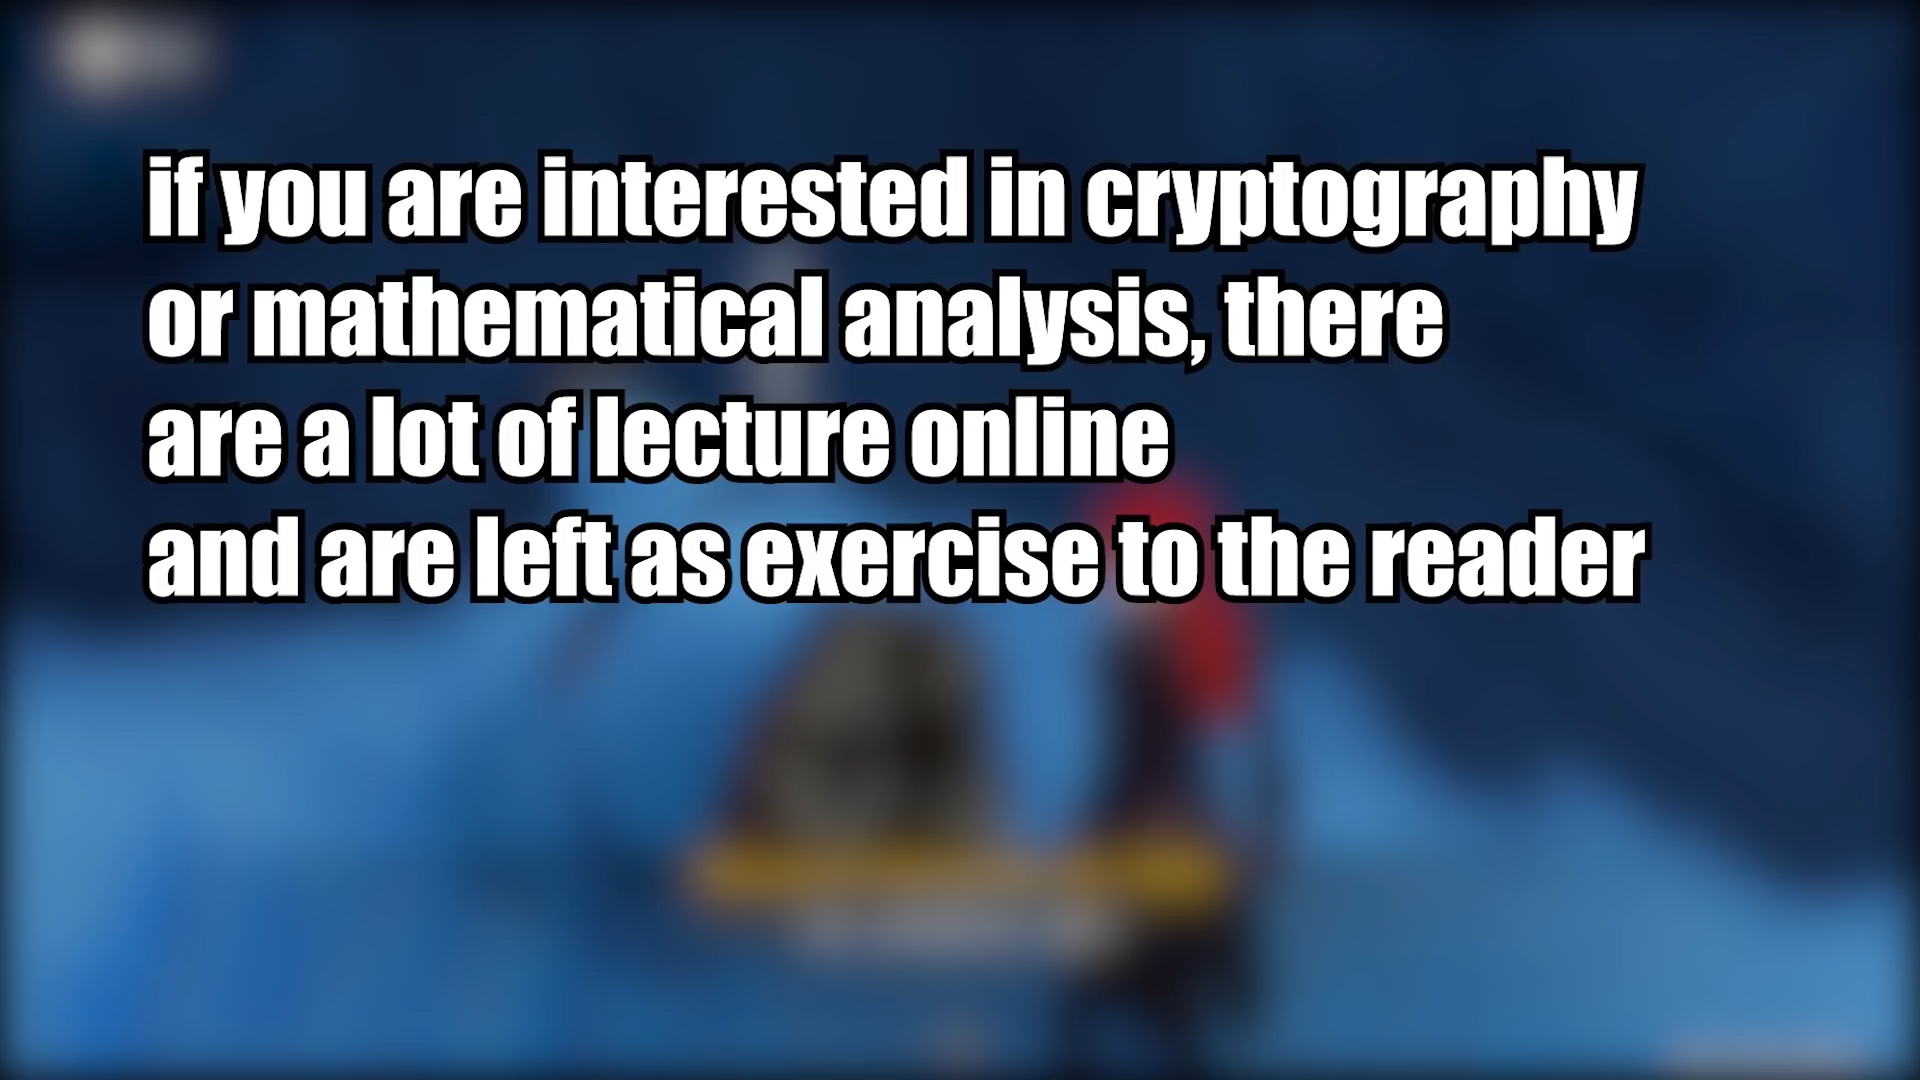 if you are interested in cryptography
or mathematical analysis, there
are a lot of lecture online
and are left as exercise to the reader